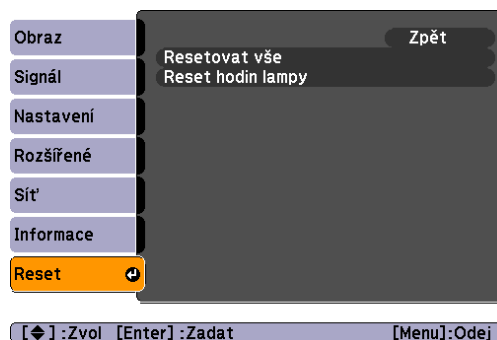 Obraz
Signál
Nastavení
Rozšířené
Síť
Informace
Reset
Zpět
Resetovat vše
Reset hodin lampy
[◆] :Zvol [Enter] :Zadat [Menu]:Odej